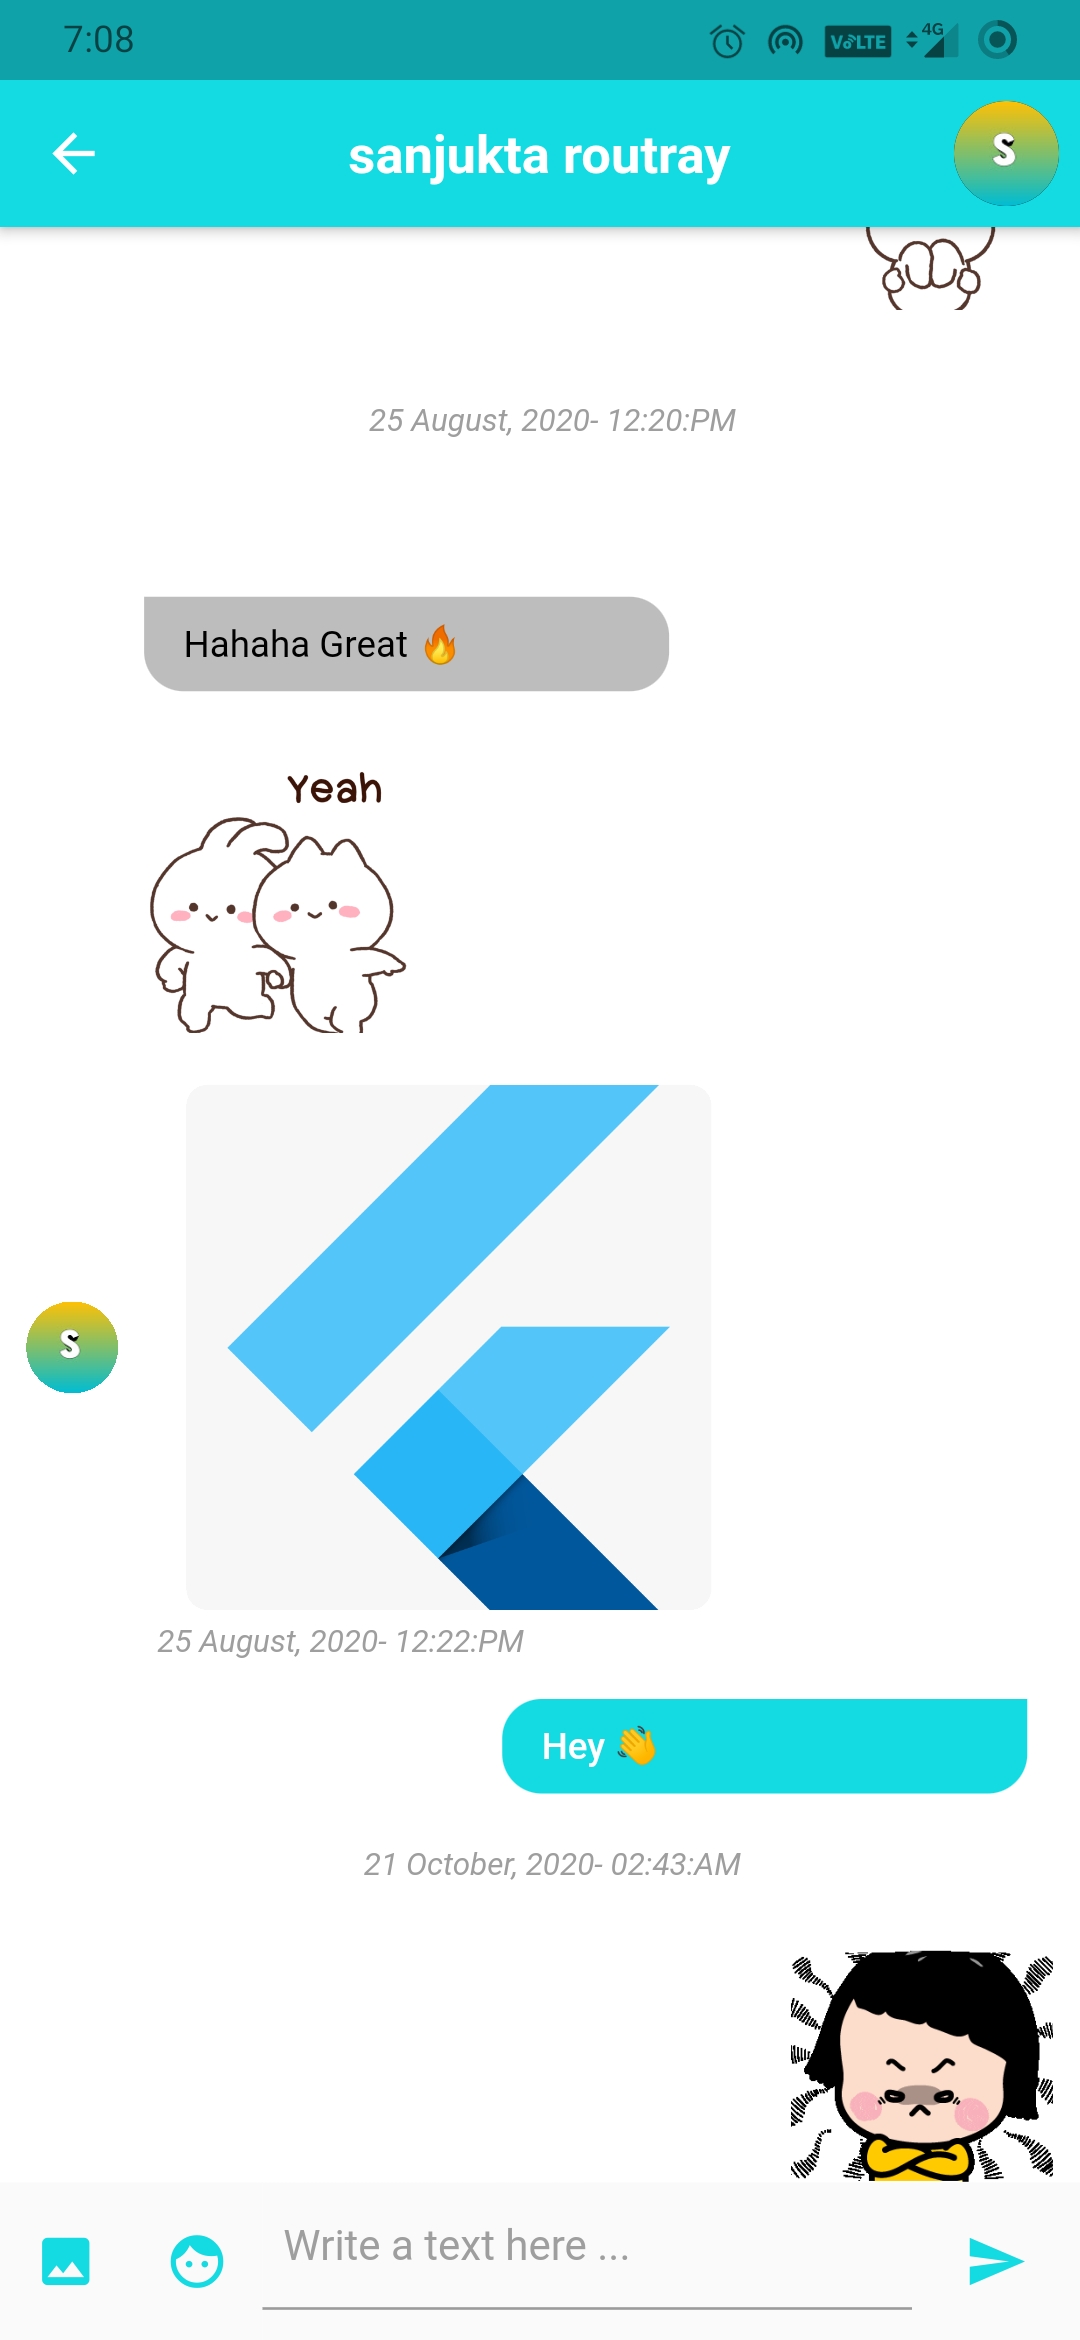 7:08
VoLTE
4G
sanjukta routray
S
25 August, 2020- 12:20:PM
Hahaha Great 🔥
Yeah
S
25 August, 2020- 12:22:PM
Hey 👋
21 October, 2020- 02:43:AM
Write a text here ...